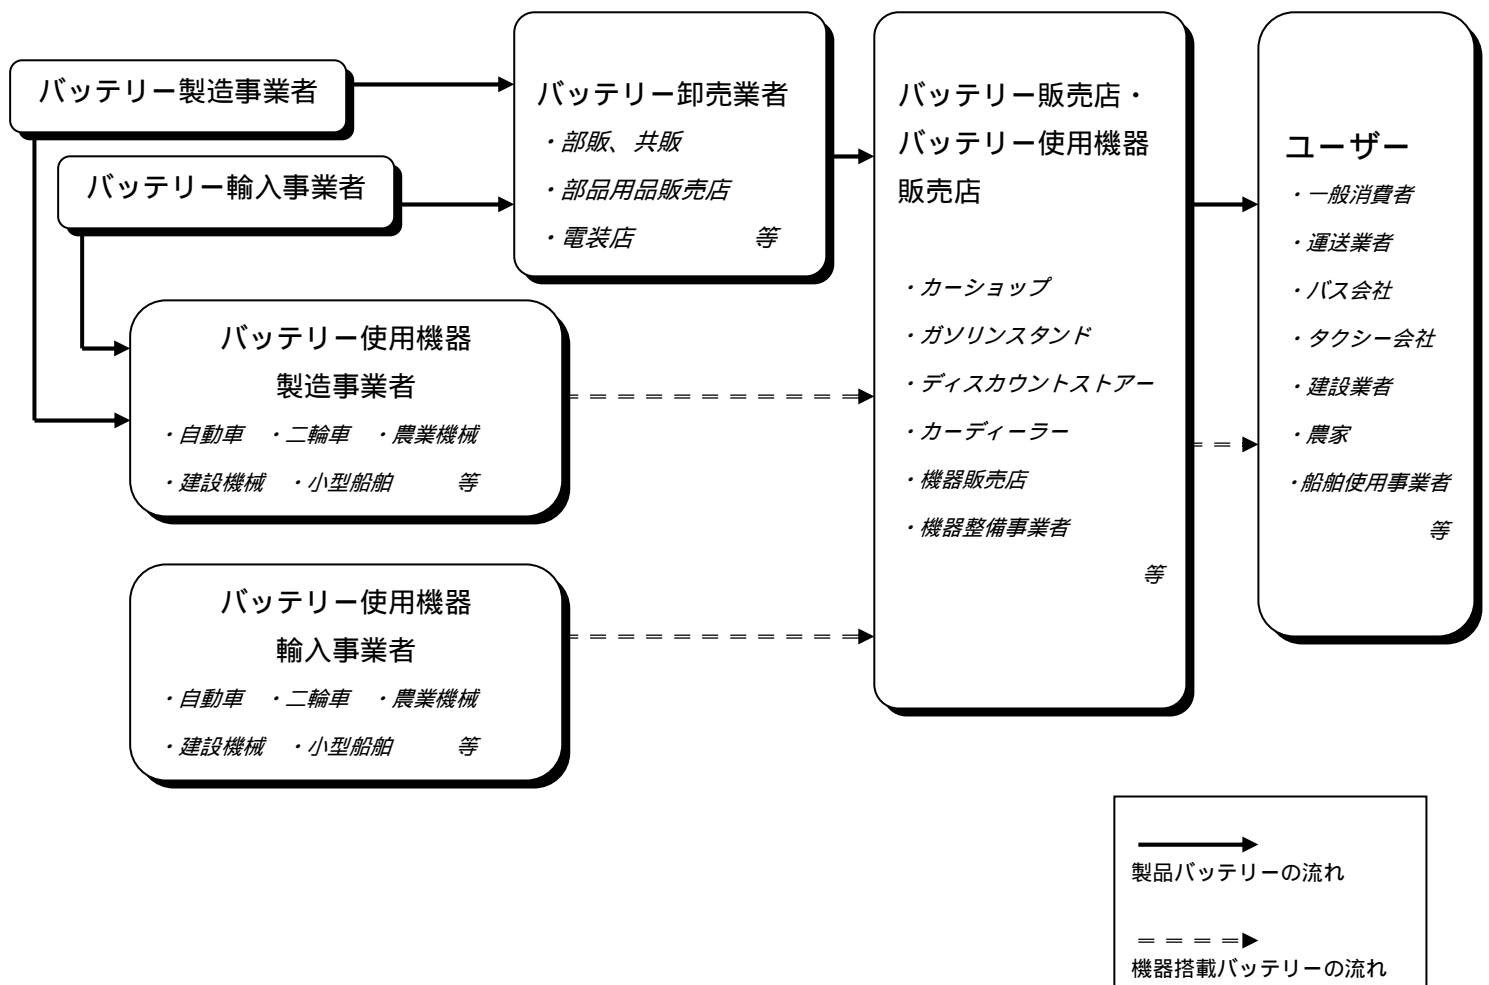 バッテリー製造事業者
バッテリー輸入事業者
バッテリー卸売業者
・部販、共販
・部品用品販売店
・電装店 等
バッテリー使用機器
製造事業者
・自動車 ・二輪車 ・農業機械
・建設機械 ・小型船舶 等
バッテリー使用機器
輸入事業者
・自動車 ・二輪車 ・農業機械
・建設機械 ・小型船舶 等
バッテリー販売店・
バッテリー使用機器
販売店
・カーショップ
・ガソリンスタンド
・ディスカウントストアー
・カーディーラー
・機器販売店
・機器整備事業者
等
ユーザー
・一般消費者
・運送業者
・バス会社
・タクシー会社
・建設業者
・農家
・船舶使用事業者
等
製品バッテリーの流れ
機器搭載バッテリーの流れ